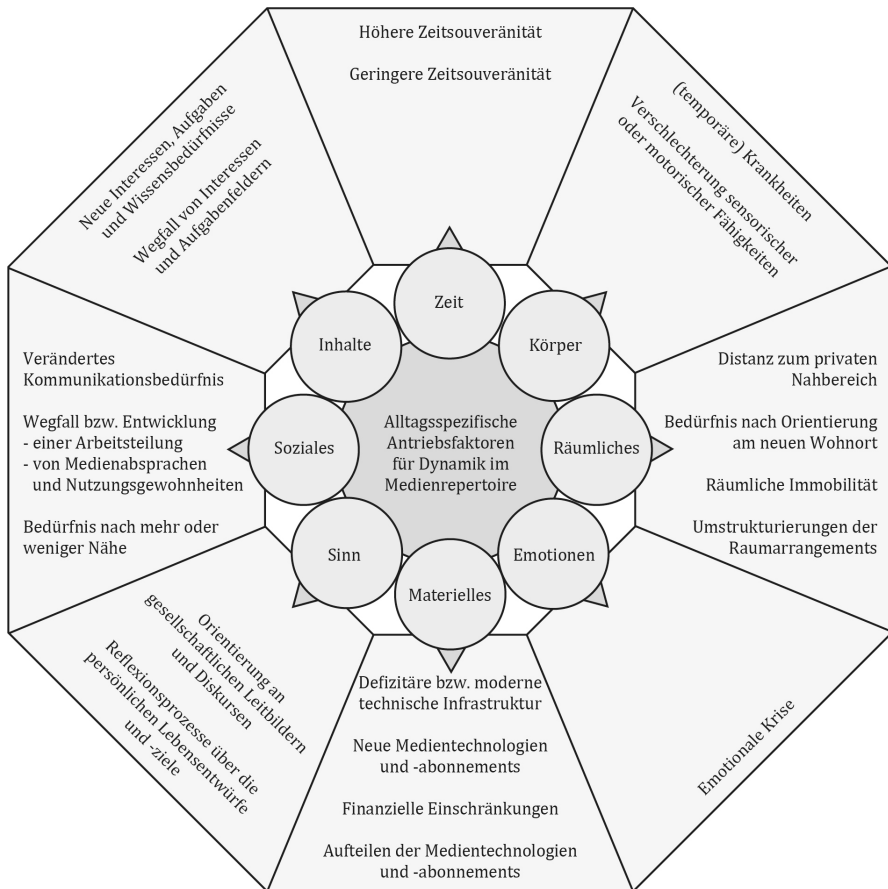 Höhere Zeitsouveränität
Geringere Zeitsouveränität
(temporäre) Krankheiten
Verschlechterung sensorischer
oder motorischer Fähigkeiten
Distanz zum privaten
Nahbereich
Bedürfnis nach Orientierung
am neuen Wohnort
Räumliche Immobilität
Umstrukturierungen der
Raumarrangements
Emotionale Krise
Defizitäre bzw. moderne
technische Infrastruktur
Neue Medientechnologien
und -abonnements
Finanzielle Einschränkungen
Aufteilen der Medientechnologien
und -abonnements
Orientierung an
gesellschaftlichen Leitbildern
und Diskursen
Reflexionsprozesse über die
persönlichen Lebensentwürfe
und -ziele
Verändertes
Kommunikationsbedürfnis
Wegfall bzw. Entwicklung
- einer Arbeitsteilung
- von Medienabsprachen
und Nutzungsgewohnheiten
Bedürfnis nach mehr oder
weniger Nähe
Neue Interessen, Aufgaben
und Wissensbedürfnisse
Wegfall von Interessen
und Aufgabenfeldern
Zeit
Körper
Räumliches
Emotionen
Materielles
Sinn
Soziales
Inhalte
Alltagsspezifische
Antriebsfaktoren
für Dynamik im
Medienrepertoire